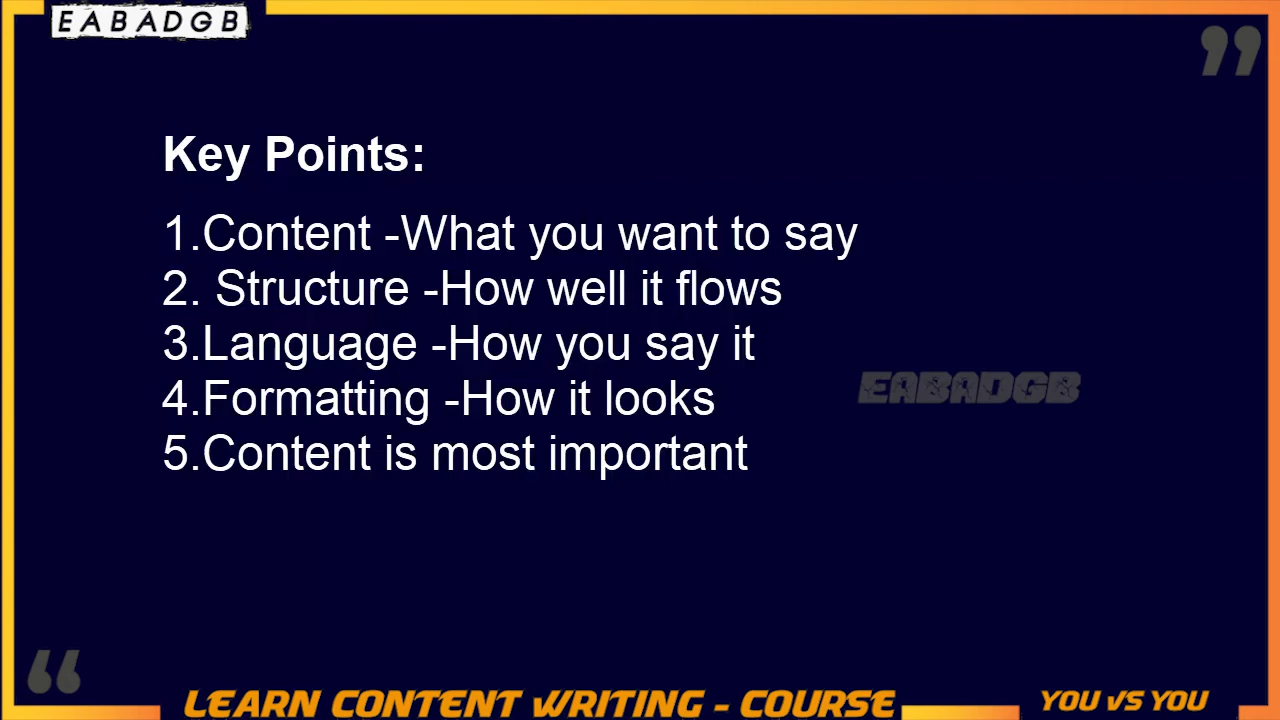 EABADGB
Key Points:
1.Content -What you want to say
2. Structure -How well it flows
3.Language -How you say it
4.Formatting -How it looks
5.Content is most important
EABADGB
LEARN CONTENT WRITING - COURSE
YOU VS YOU